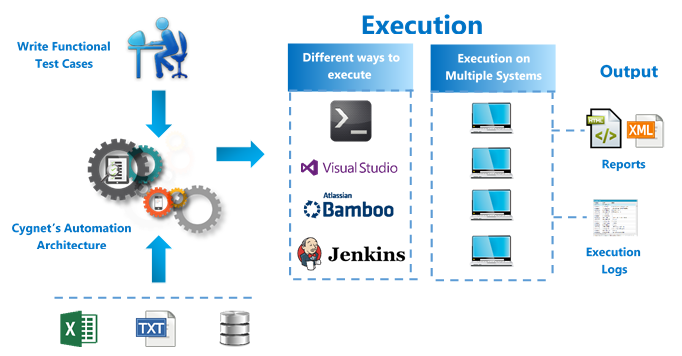 Execution
Write Functional
Test Cases
Different ways to
execute
Execution on
Multiple Systems
Output
>_
HTML
</>
XML
Reports
Visual Studio
Atlassian
Bamboo
Cygnet's Automation
Architecture
Jenkins
Execution
Logs
X
TXT